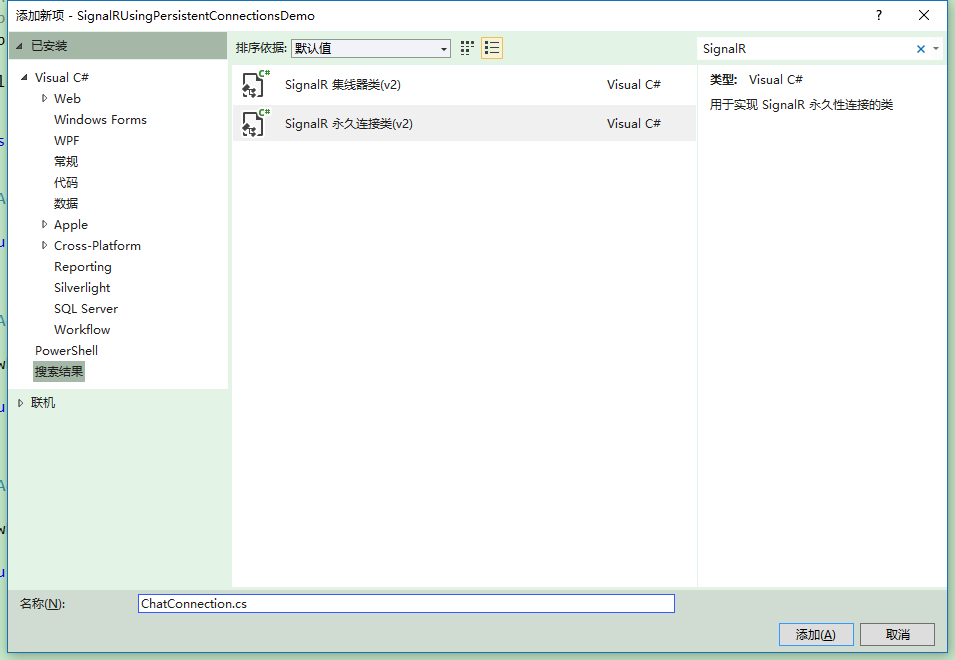 添加新项 - SignalRUsingPersistentConnectionsDemo
?
已安装
排序依据: 默认值
SignalR
Visual C#
Web
Windows Forms
WPF
常规
代码
数据
Apple
Cross-Platform
Reporting
Silverlight
SQL Server
Workflow
PowerShell
搜索结果
联机
C# SignalR 集线器类(v2) Visual C#
C# SignalR 永久连接类(v2) Visual C#
类型: Visual C#
用于实现 SignalR 永久性连接的类
名称(N): ChatConnection.cs
添加(A) 取消